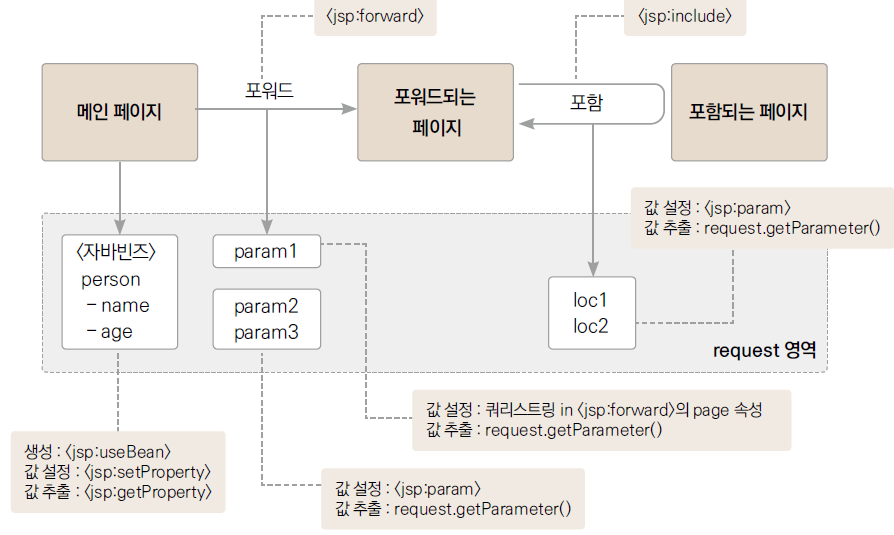 〈jsp:forward〉
〈jsp:include〉
메인 페이지
포워드
포워드되는
페이지
포함
포함되는 페이지
값 설정 : 〈jsp:param〉
값 추출 : request.getParameter()
〈자바빈즈〉
person
– name
– age
param1
param2
param3
loc1
loc2
request 영역
값 설정 : 쿼리스트링 in 〈jsp:forward〉의 page 속성
값 추출 : request.getParameter()
생성 : 〈jsp:useBean〉
값 설정 : 〈jsp:setProperty〉
값 추출 : 〈jsp:getProperty〉
값 설정 : 〈jsp:param〉
값 추출 : request.getParameter()